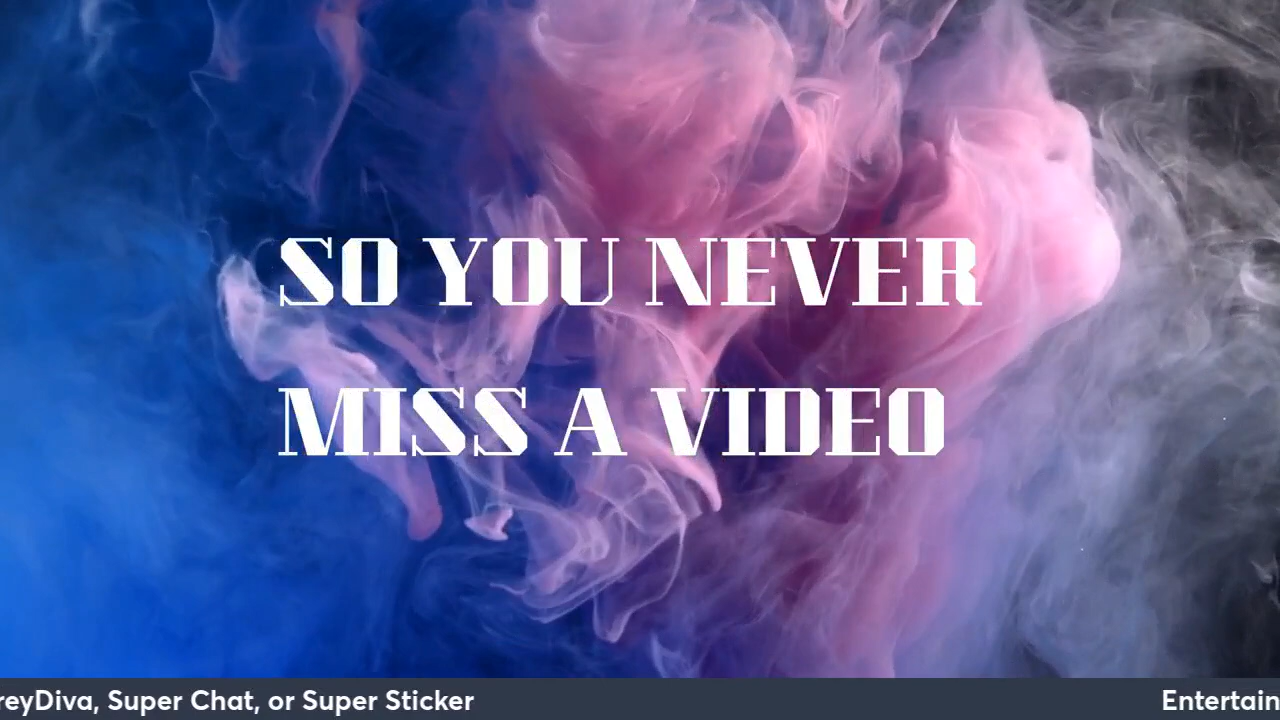 SO YOU NEVER
MISS A VIDEO
reyDiva, Super Chat, or Super Sticker
Entertain